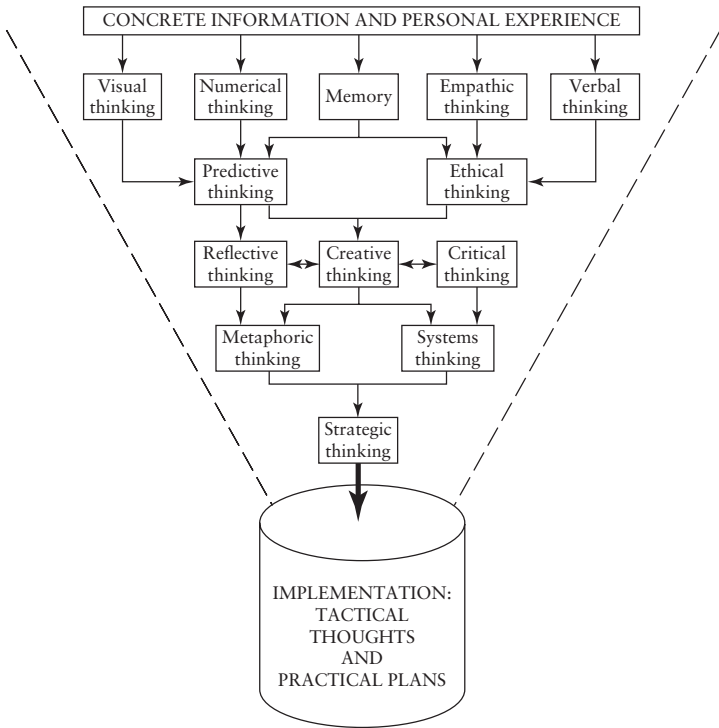 CONCRETE INFORMATION AND PERSONAL EXPERIENCE
Visual
thinking
Numerical
thinking
Memory
Empathic
thinking
Verbal
thinking
Predictive
thinking
Ethical
thinking
Reflective
thinking
Creative
thinking
Critical
thinking
Metaphoric
thinking
Systems
thinking
Strategic
thinking
IMPLEMENTATION:
TACTICAL
THOUGHTS
AND
PRACTICAL PLANS